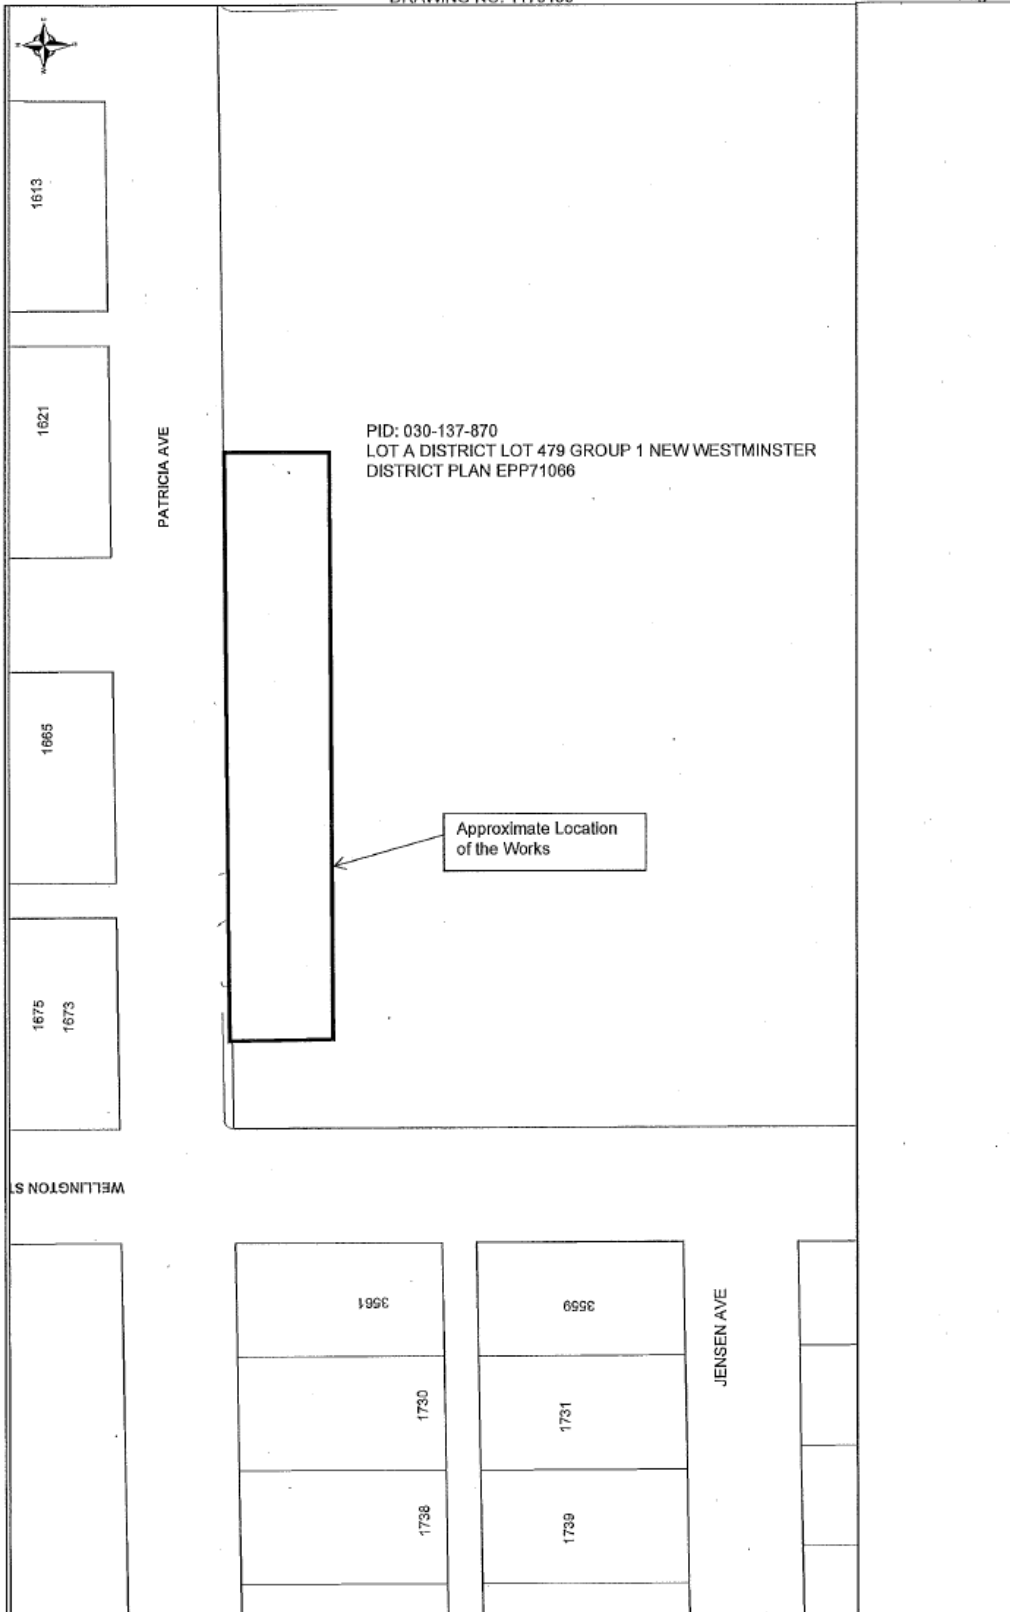 1613
1621
PATRICIA AVE
PID: 030-137-870
LOT A DISTRICT LOT 479 GROUP 1 NEW WESTMINSTER
DISTRICT PLAN EPP71066
1665
Approximate Location
of the Works
1675
1673
WELLINGTON ST
3561
3559
JENSEN AVE
1730
1731
1738
1739